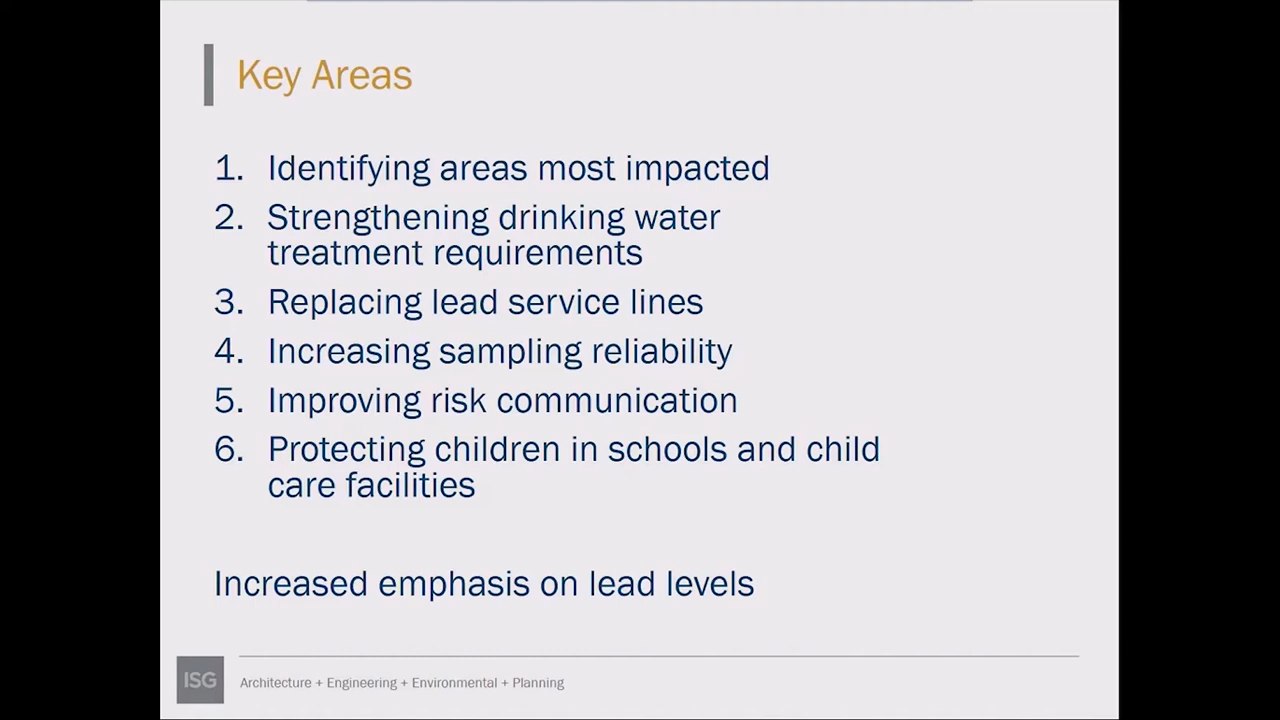 Key Areas
1. Identifying areas most impacted
2. Strengthening drinking water
treatment requirements
3. Replacing lead service lines
4. Increasing sampling reliability
5. Improving risk communication
6. Protecting children in schools and child
care facilities
Increased emphasis on lead levels
ISG
Architecture + Engineering + Environmental + Planning